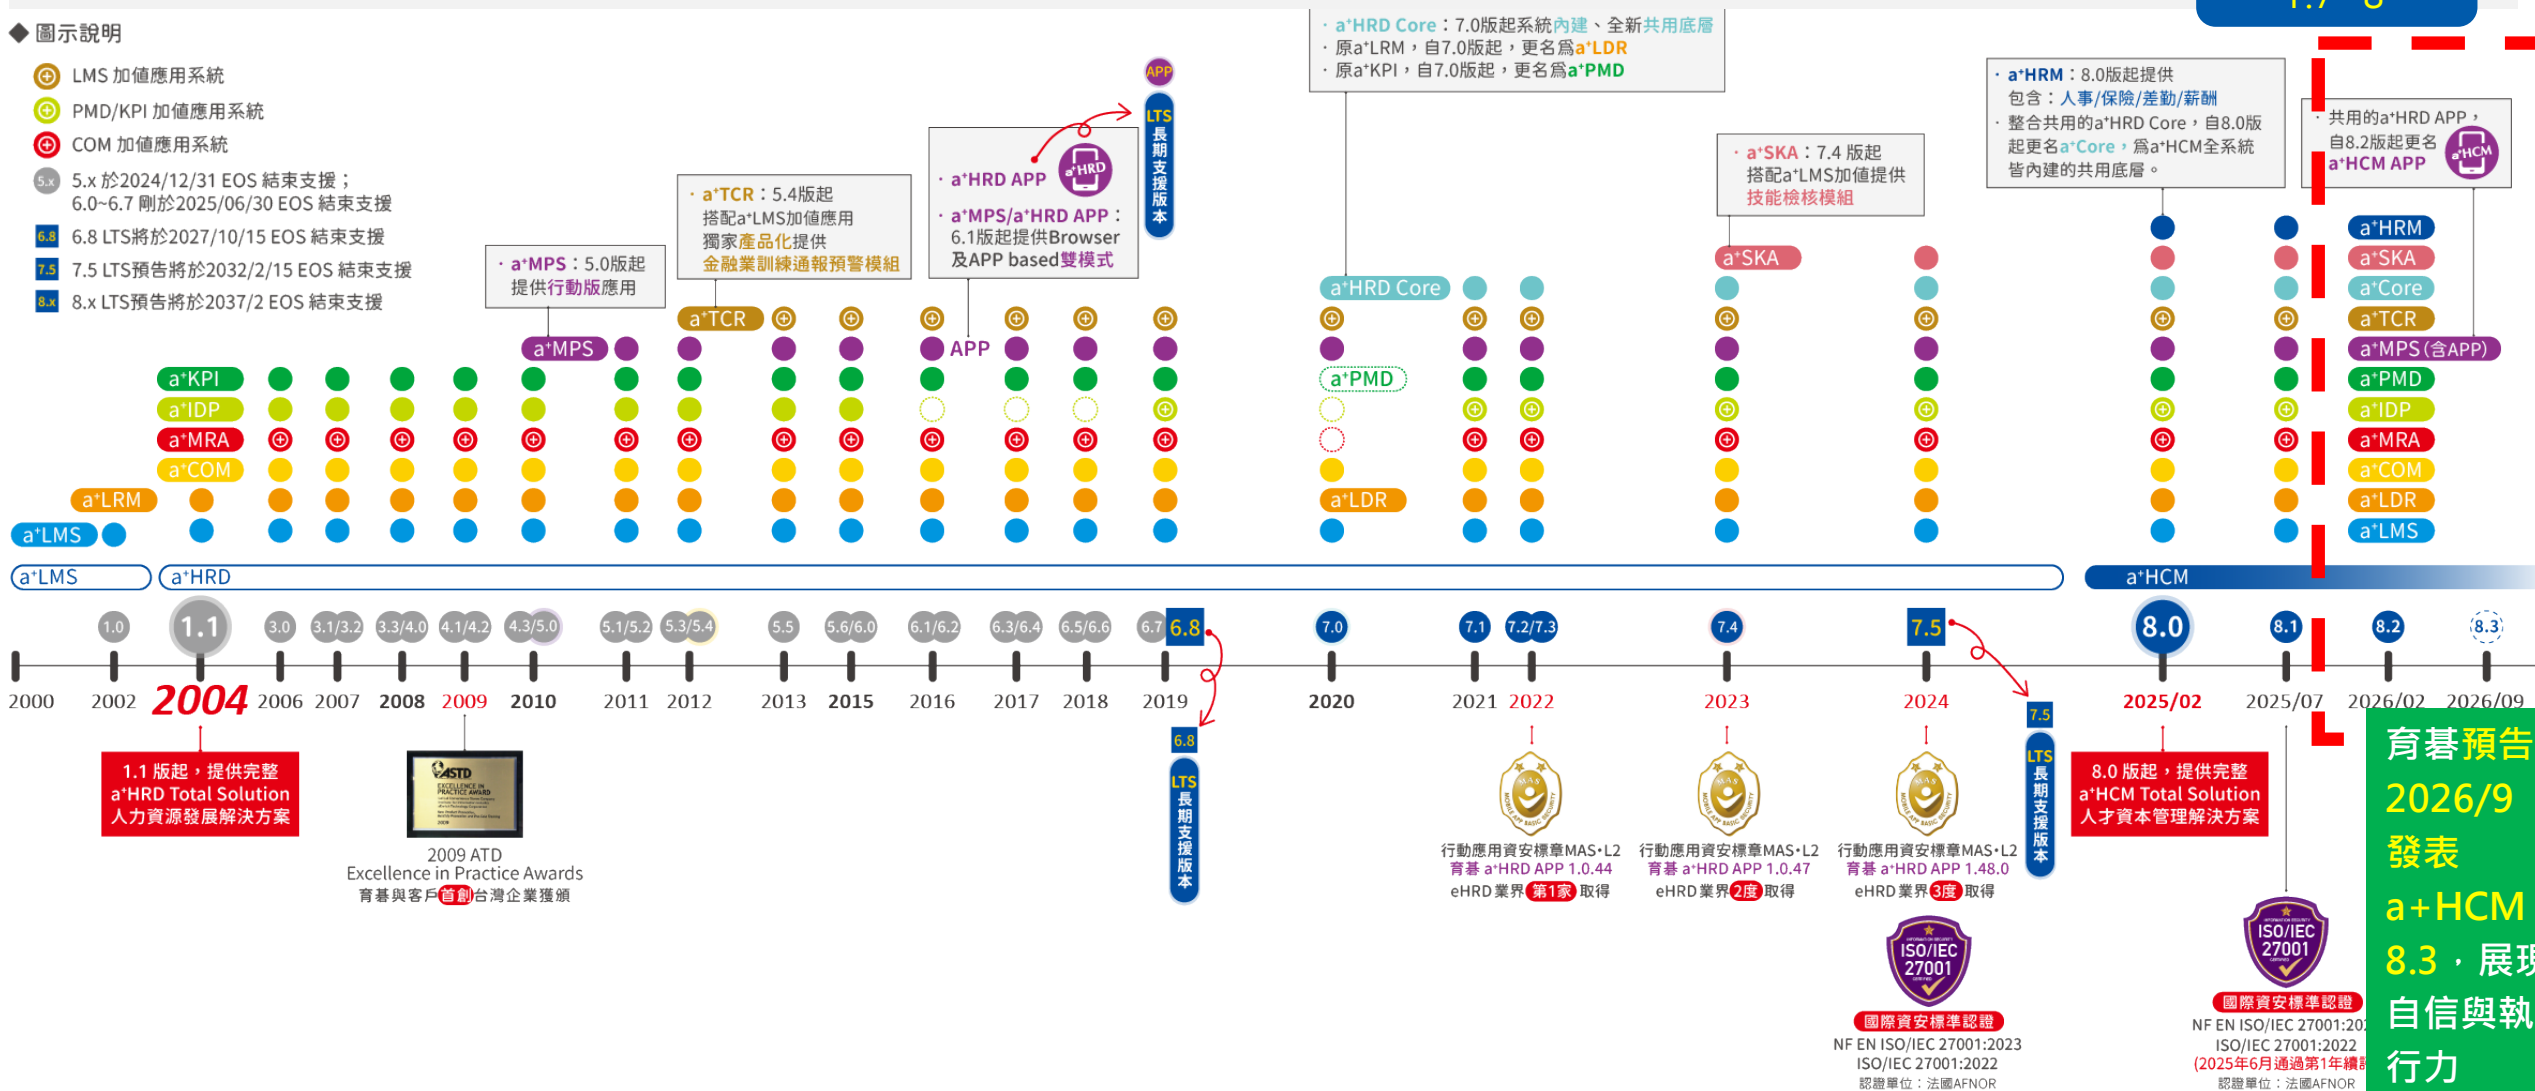 ◆ 圖示說明
LMS 加值應用系統
PMD/KPI 加值應用系統
COM 加值應用系統
5.x 5.x 於2024/12/31 EOS 結束支援；
6.0~6.7 剛於2025/06/30 EOS 結束支援
6.8 6.8 LTS將於2027/10/15 EOS 結束支援
7.5 7.5 LTS預告將於2032/2/15 EOS 結束支援
8.x 8.x LTS預告將於2037/2 EOS 結束支援
· a⁺MPS：5.0版起
提供行動版應用
· a⁺TCR：5.4版起
搭配a⁺LMS加值應用
獨家產品化提供
金融業訓練通報預警模組
· a⁺HRD APP
a⁺HRD
· a⁺MPS/a⁺HRD APP：
6.1版起提供Browser
及APP based雙模式
APP
LTS
長期支援版本
· a⁺HRD Core：7.0版起系統內建、全新共用底層
· 原a⁺LRM，自7.0版起，更名爲a⁺LDR
· 原a⁺KPI，自7.0版起，更名爲a⁺PMD
· a⁺SKA：7.4 版起
搭配a⁺LMS加值提供
技能檢核模組
· a⁺HRM：8.0版起提供
包含：人事/保險/差勤/薪酬
· 整合共用的a⁺HRD Core，自8.0版
起更名a⁺Core，爲a⁺HCM全系統
皆內建的共用底層。
· 共用的a⁺HRD APP，
自8.2版起更名
a⁺HCM APP
a⁺HCM
a⁺HRM
a⁺SKA a⁺SKA
a⁺HRD Core a⁺Core
a⁺TCR a⁺TCR
a⁺MPS APP a⁺MPS (含APP)
a⁺KPI a⁺PMD a⁺PMD
a⁺IDP a⁺IDP
a⁺MRA a⁺MRA
a⁺COM a⁺COM
a⁺LRM a⁺LDR a⁺LDR
a⁺LMS a⁺LMS
a⁺LMS a⁺HRD a⁺HCM
1.0 1.1 3.0 3.1/3.2 3.3/4.0 4.1/4.2 4.3/5.0 5.1/5.2 5.3/5.4 5.5 5.6/6.0 6.1/6.2 6.3/6.4 6.5/6.6 6.7 6.8 7.0 7.1 7.2/7.3 7.4 7.5 8.0 8.1 8.2 8.3
2000 2002 2004 2006 2007 2008 2009 2010 2011 2012 2013 2015 2016 2017 2018 2019 2020 2021 2022 2023 2024 2025/02 2025/07 2026/02 2026/09
1.1 版起，提供完整
a⁺HRD Total Solution
人力資源發展解決方案
ASTD
EXCELLENCE IN
PRACTICE AWARD
2009
2009 ATD
Excellence in Practice Awards
育碁與客戶首創台灣企業獲頒
6.8
LTS
長期支援版本
MAS
MOBILE APP BASIC SECURITY
行動應用資安標章MAS·L2
育碁 a⁺HRD APP 1.0.44
eHRD業界 第1家 取得
MAS
MOBILE APP BASIC SECURITY
行動應用資安標章MAS·L2
育碁 a⁺HRD APP 1.0.47
eHRD業界 2度 取得
MAS
MOBILE APP BASIC SECURITY
行動應用資安標章MAS·L2
育碁 a⁺HRD APP 1.48.0
eHRD業界 3度 取得
ISO/IEC
27001
國際資安標準認證
NF EN ISO/IEC 27001:2023
ISO/IEC 27001:2022
認證單位：法國AFNOR
7.5
LTS
長期支援版本
8.0 版起，提供完整
a⁺HCM Total Solution
人才資本管理解決方案
ISO/IEC
27001
國際資安標準認證
NF EN ISO/IEC 27001:20
ISO/IEC 27001:2022
(2025年6月通過第1年續
認證單位：法國AFNOR
育碁預告
2026/9
發表
a+HCM
8.3，展現
自信與執
行力